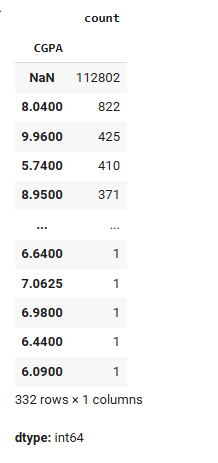 count
CGPA
NaN 112802
8.0400 822
9.9600 425
5.7400 410
8.9500 371
... ...
6.6400 1
7.0625 1
6.9800 1
6.4400 1
6.0900 1
332 rows × 1 columns
dtype: int64